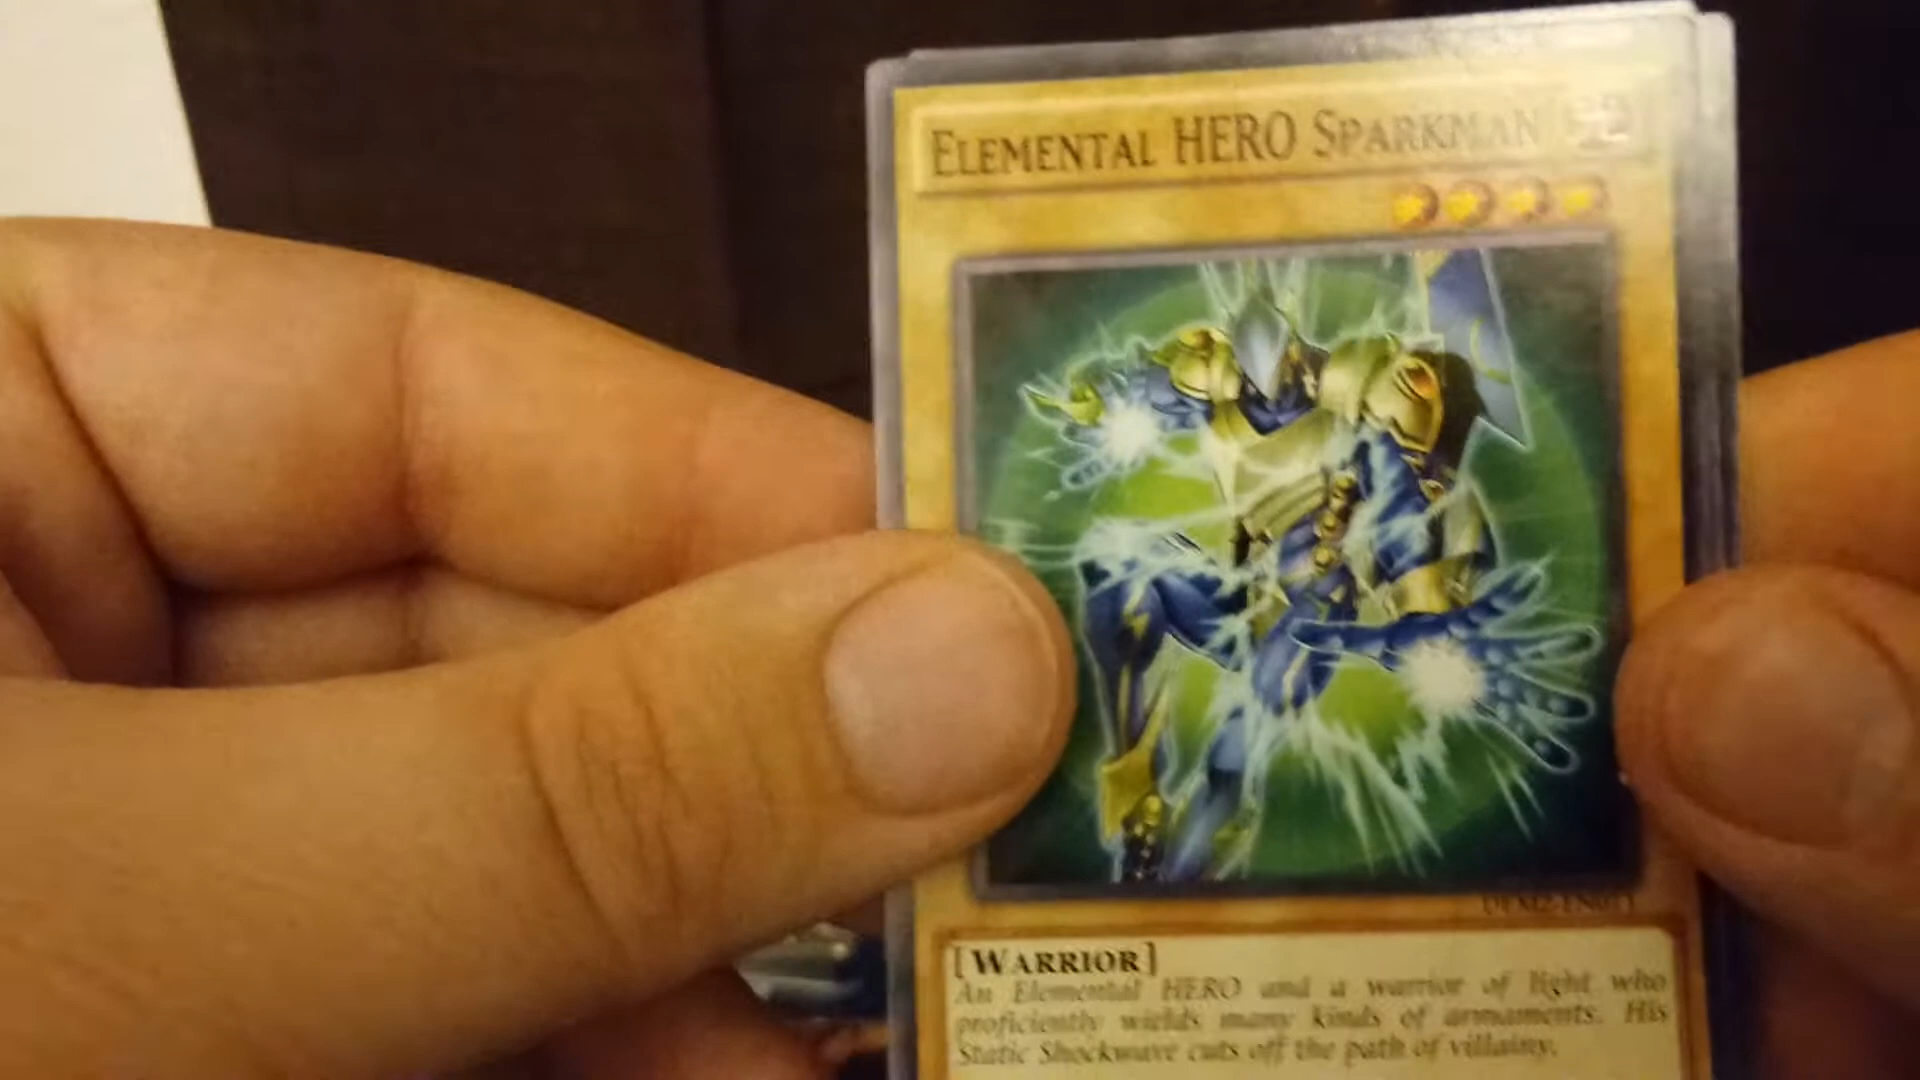 ELEMENTAL HERO SPARKMAN
[WARRIOR]
An Elemental HERO and a warrior of light who
proficiently wields many kinds of armaments. His
Static Shockwave cuts off the path of villainy.